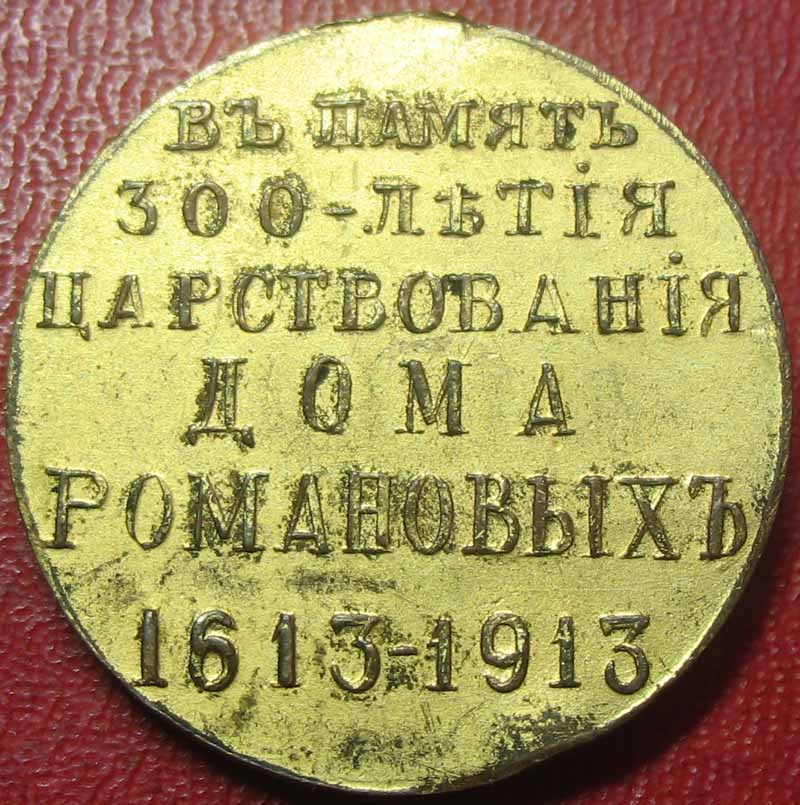 ВЪ ПАМЯТЬ
300-ЛѢТІЯ
ЦАРСТВОВАНІЯ
ДОМА
РОМАНОВЫХЪ
1613-1913